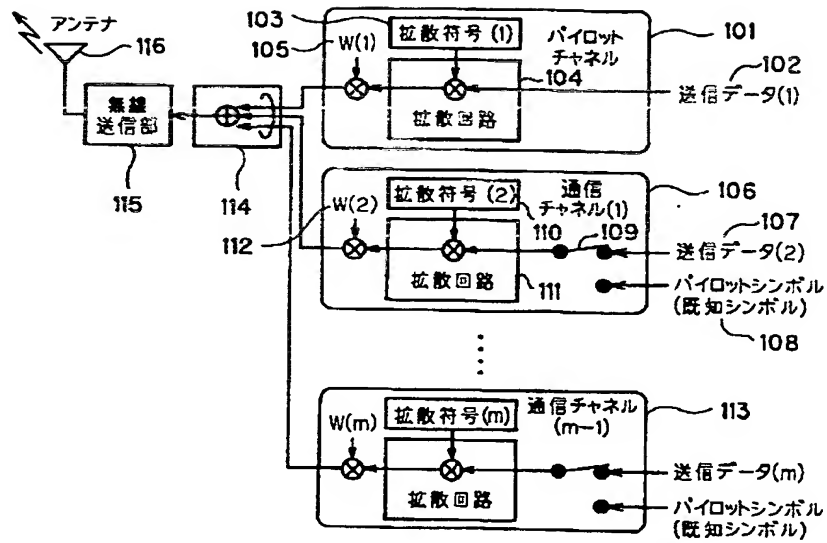 アンテナ
116
無線
送信部
115
114
103
拡散符号(1)
105
W(1)
104
拡散回路
パイロット
チャネル
101
102
送信データ(1)
106
通信
チャネル(1)
拡散符号(2)
110
109
W(2)
112
拡散回路
111
107
送信データ(2)
パイロットシンボル
(既知シンボル)
108
113
通信チャネル
(m-1)
拡散符号(m)
W(m)
拡散回路
送信データ(m)
パイロットシンボル
(既知シンボル)